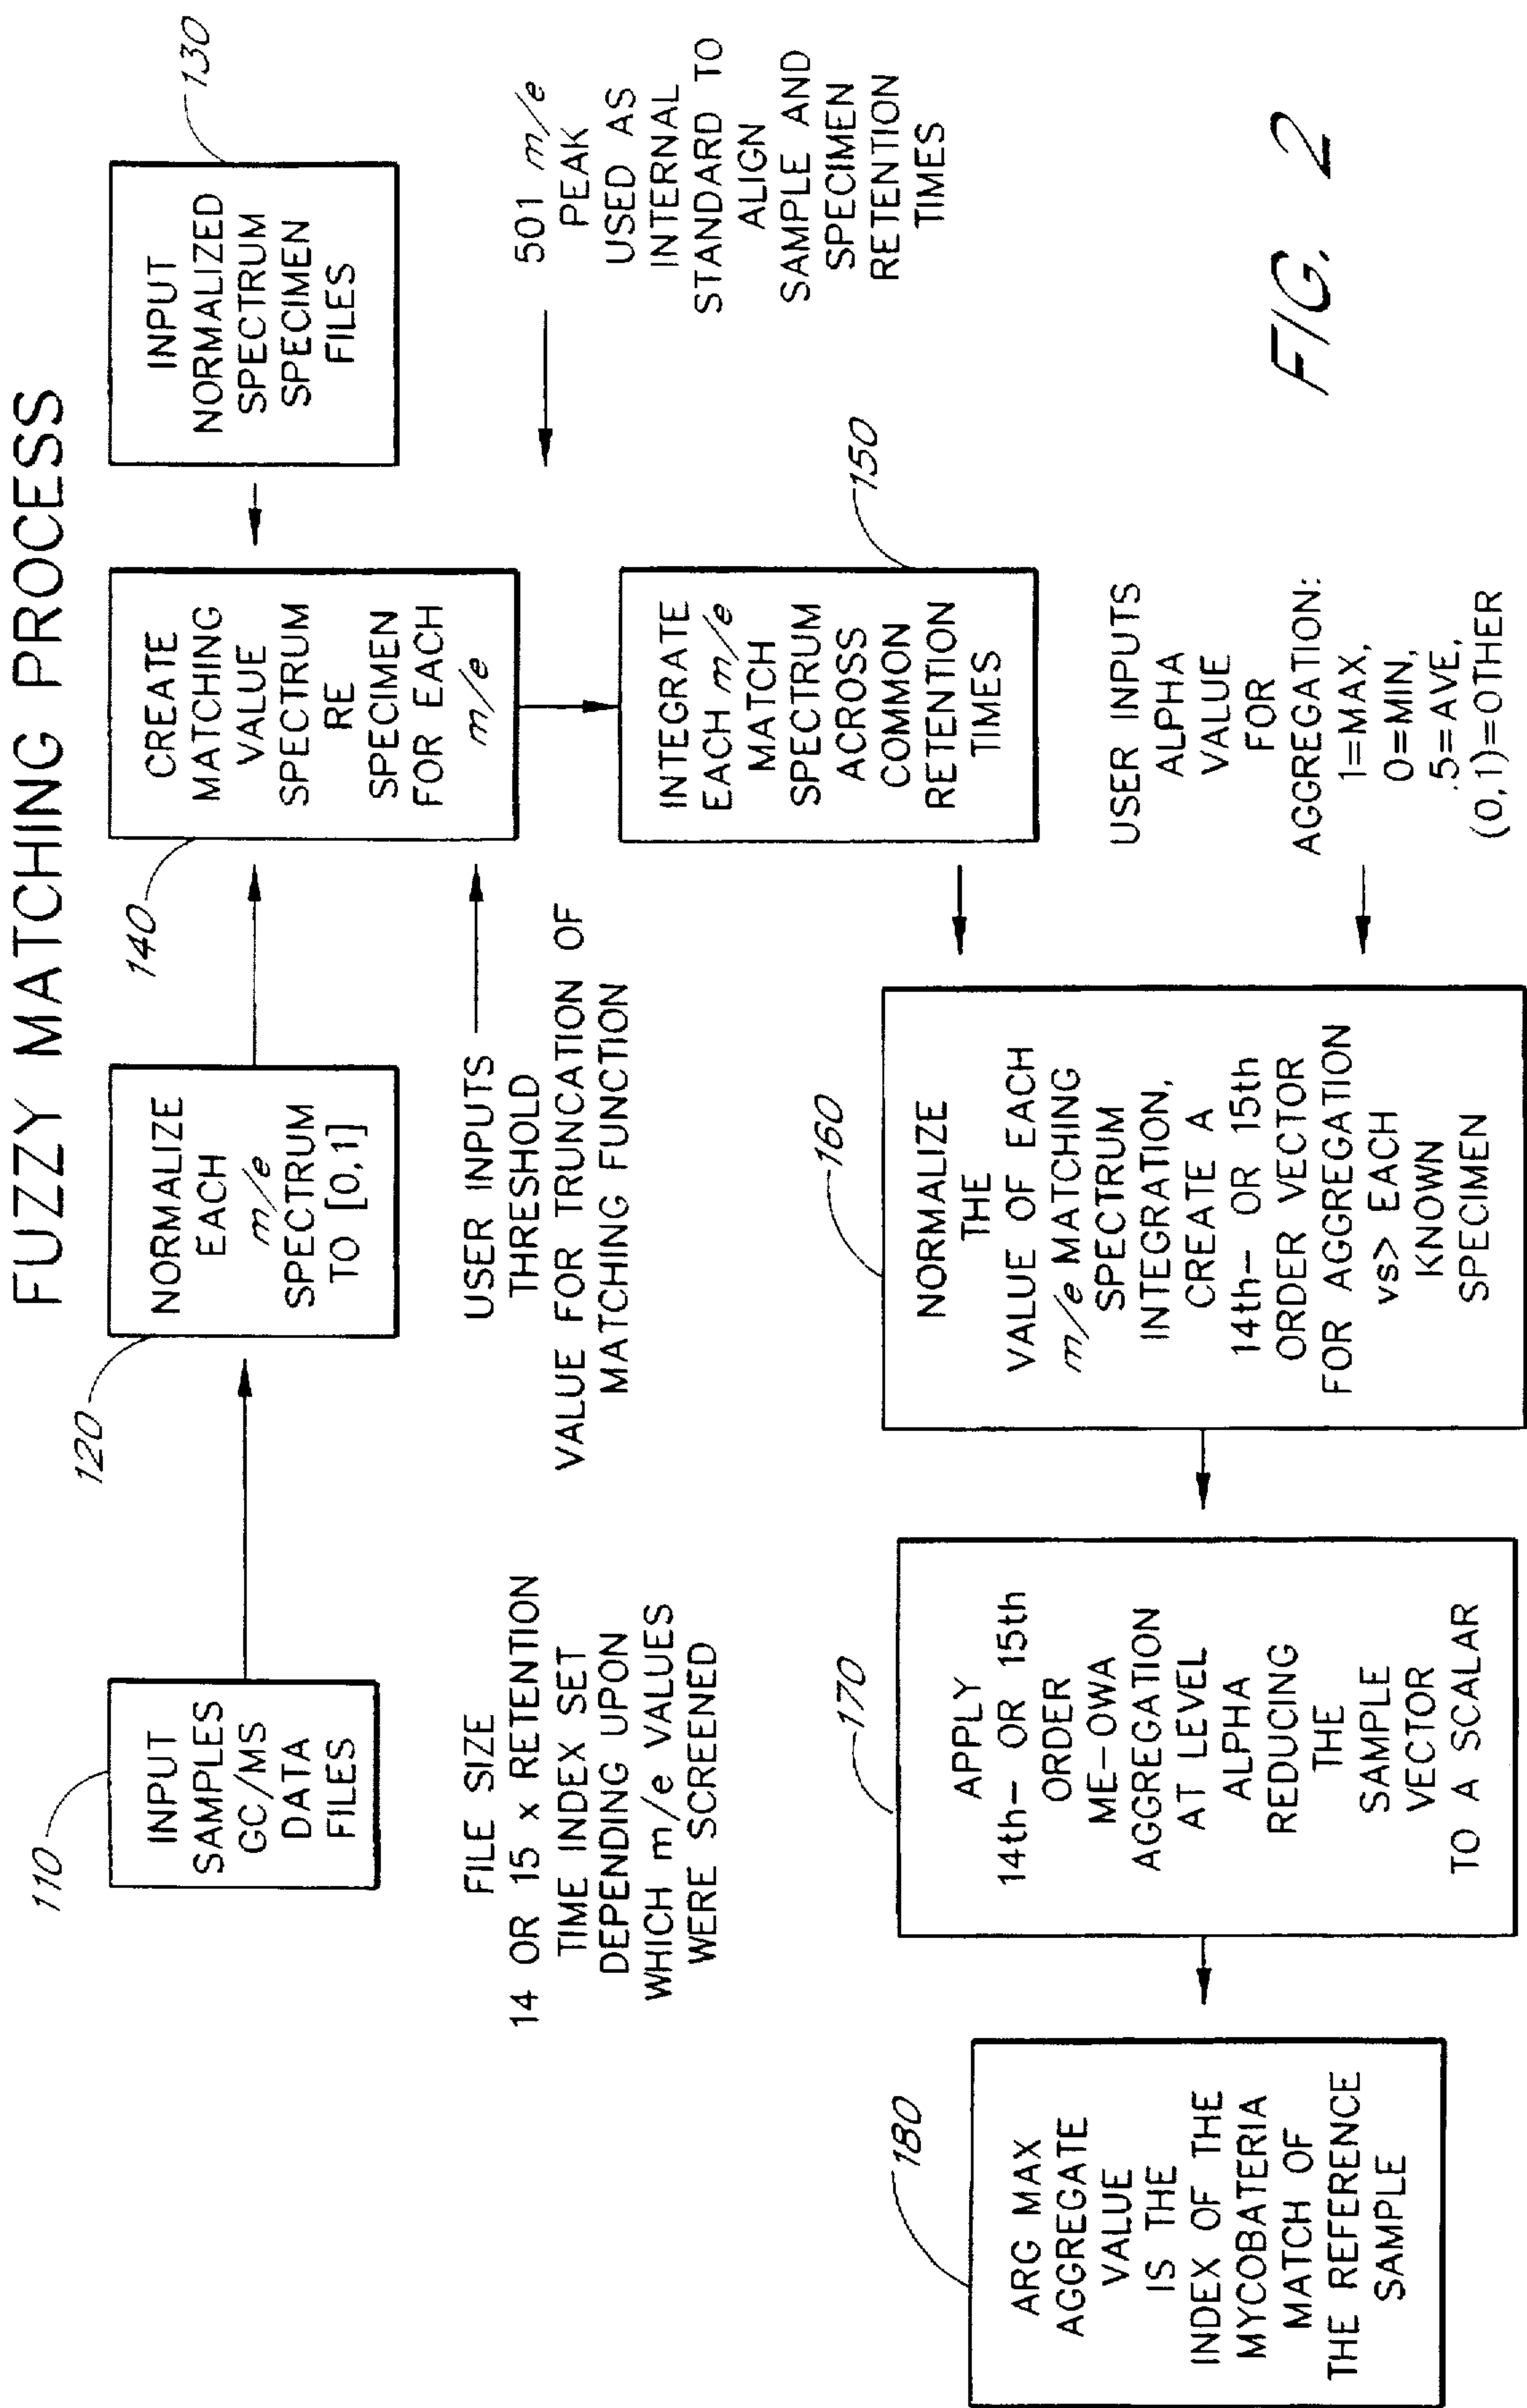 FUZZY MATCHING PROCESS
110
INPUT
SAMPLES
GC/MS
DATA
FILES
120
NORMALIZE
EACH
m/e
SPECTRUM
TO [0,1]
140
CREATE
MATCHING
VALUE
SPECTRUM
RE
SPECIMEN
FOR EACH
m/e
130
INPUT
NORMALIZED
SPECTRUM
SPECIMEN
FILES
FILE SIZE
14 OR 15 x RETENTION
TIME INDEX SET
DEPENDING UPON
WHICH m/e VALUES
WERE SCREENED
USER INPUTS
THRESHOLD
VALUE FOR TRUNCATION OF
MATCHING FUNCTION
501 m/e
PEAK
USED AS
INTERNAL
STANDARD TO
ALIGN
SAMPLE AND
SPECIMEN
RETENTION
TIMES
150
INTEGRATE
EACH m/e
MATCH
SPECTRUM
ACROSS
COMMON
RETENTION
TIMES
180
ARG MAX
AGGREGATE
VALUE
IS THE
INDEX OF THE
MYCOBATERIA
MATCH OF
THE REFERENCE
SAMPLE
170
APPLY
14th- OR 15th
ORDER
ME-OWA
AGGREGATION
AT LEVEL
ALPHA
REDUCING
THE
SAMPLE
VECTOR
TO A SCALAR
160
NORMALIZE
THE
VALUE OF EACH
m/e MATCHING
SPECTRUM
INTEGRATION,
CREATE A
14th- OR 15th
ORDER VECTOR
FOR AGGREGATION
vs> EACH
KNOWN
SPECIMEN
USER INPUTS
ALPHA
VALUE
FOR
AGGREGATION:
1=MAX,
0=MIN,
.5=AVE,
(0,1)=OTHER
FIG. 2